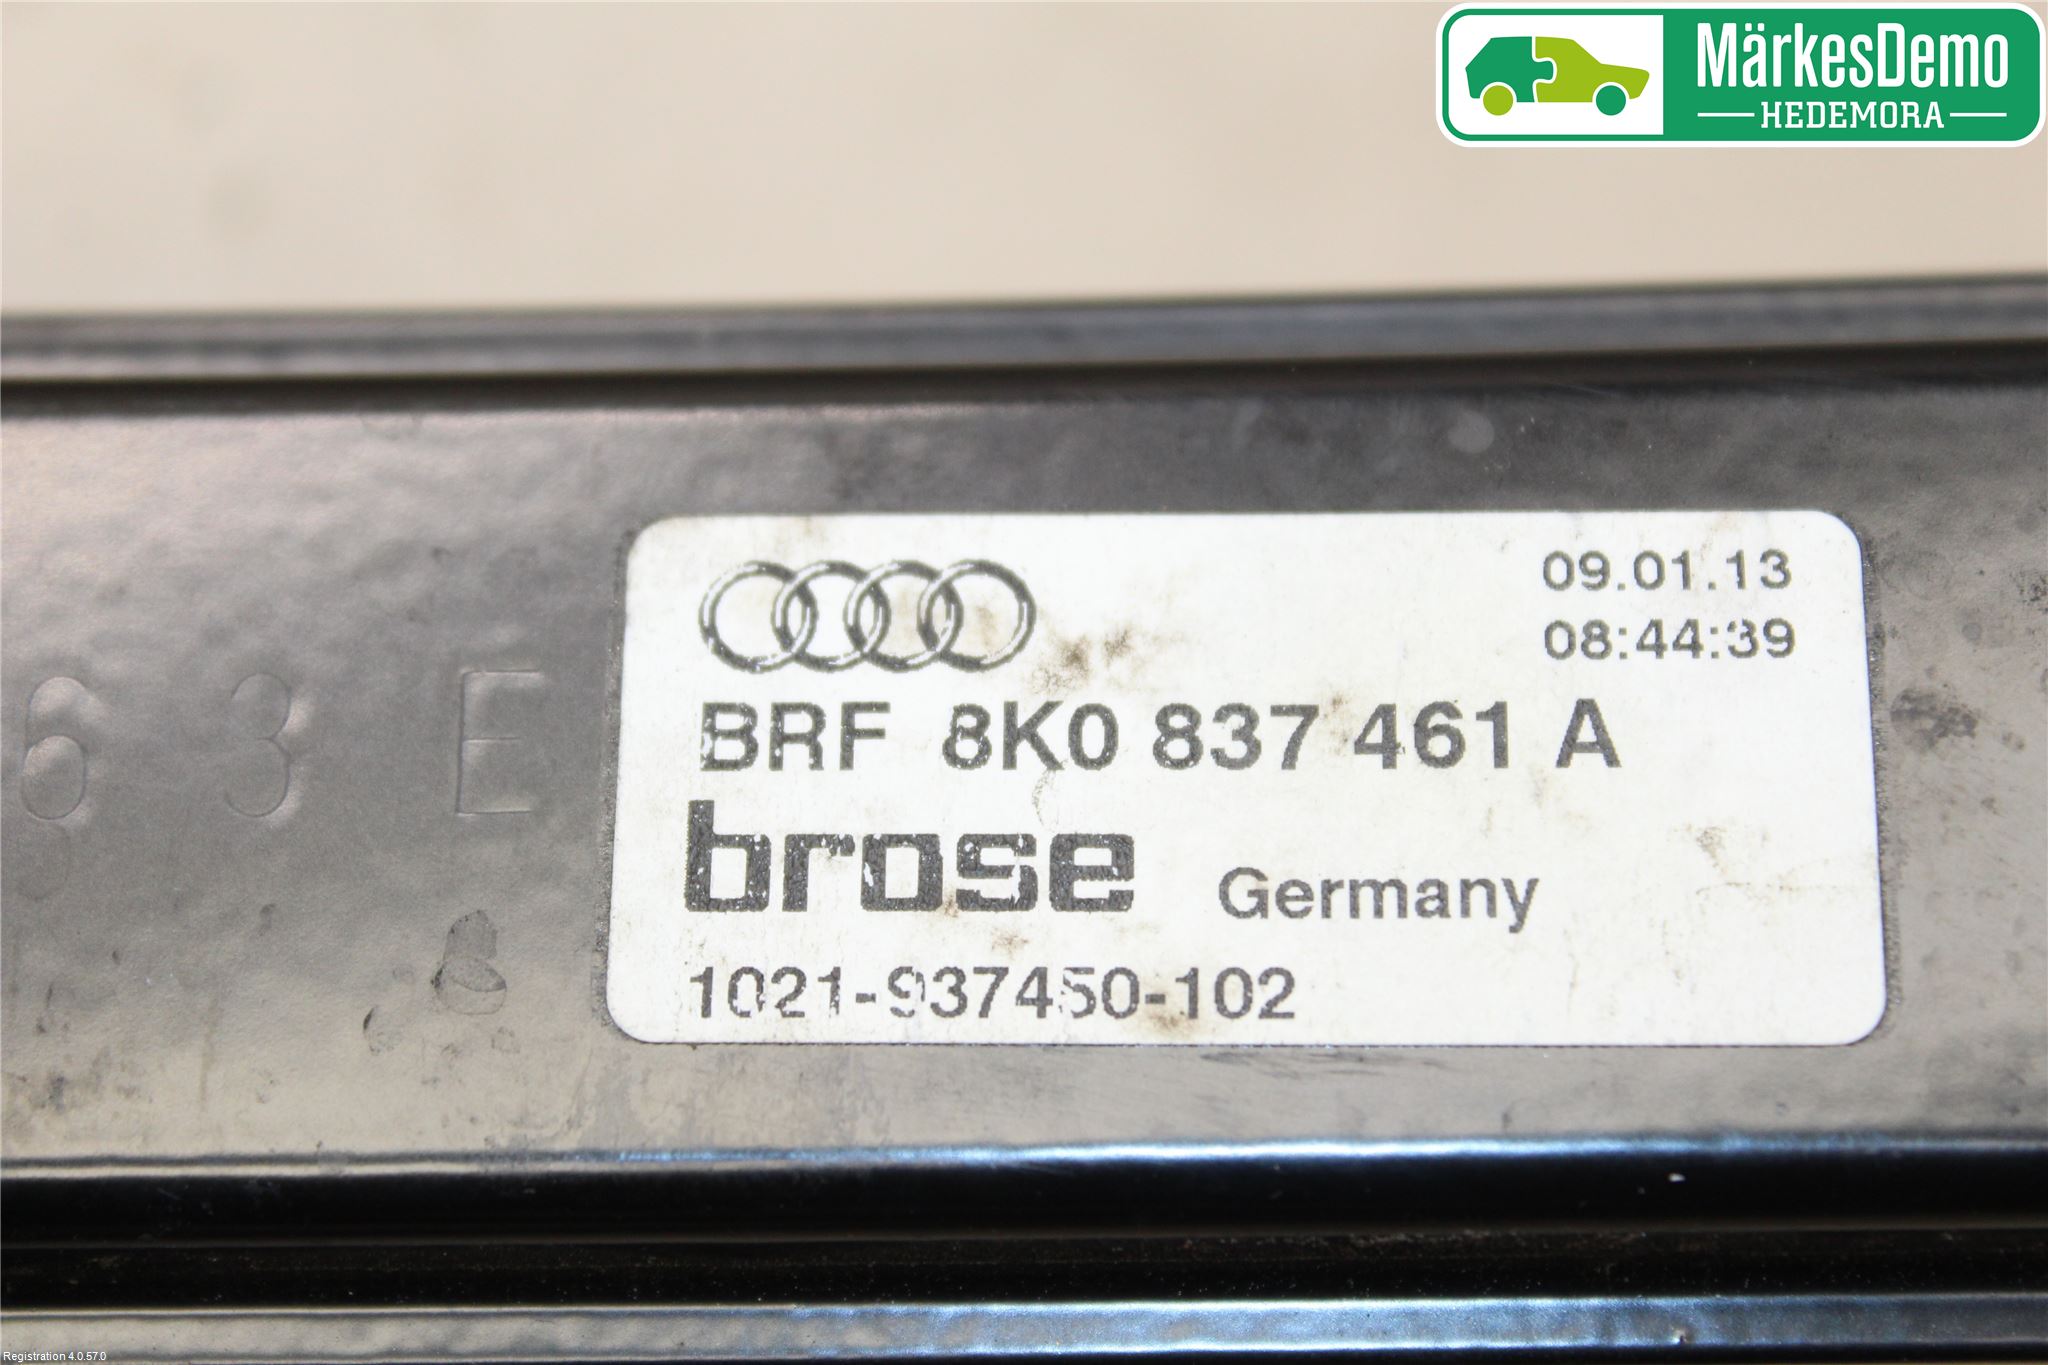 MärkesDemo
HEDEMORA
09.01.13
08:44:39
BRF 8K0 837 461 A
brose Germany
1021-937450-102
63E
Registration 4.0.57.0